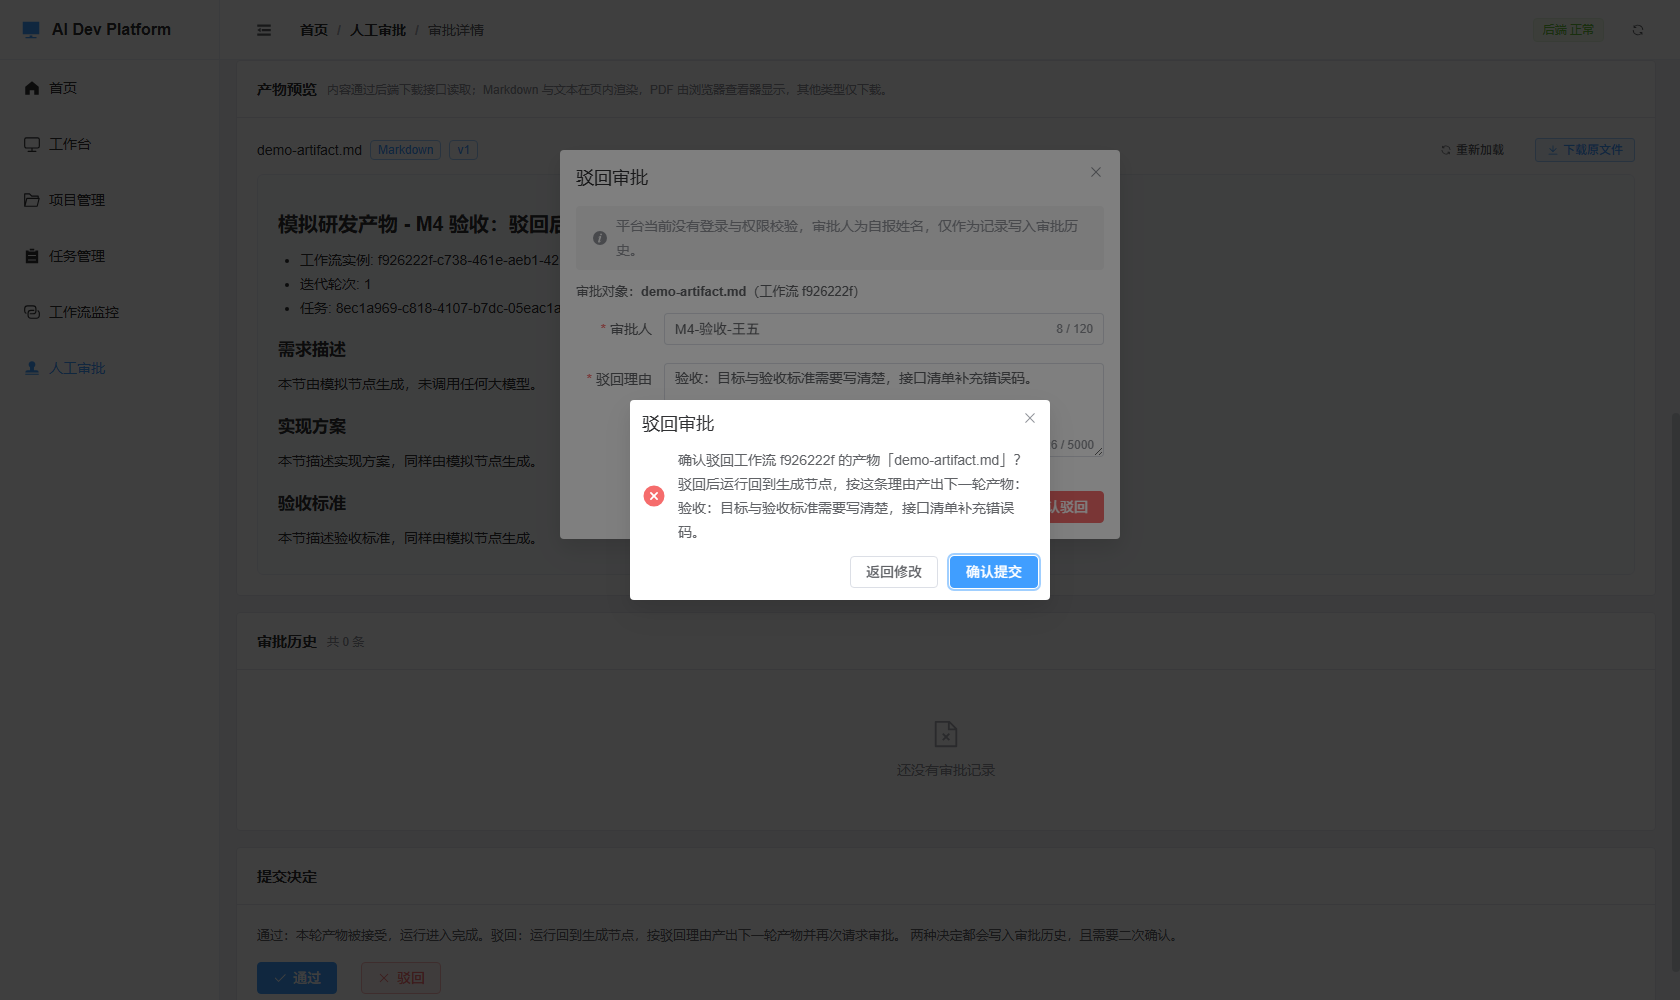 AI Dev Platform
首页 / 人工审批 / 审批详情
后端 正常
首页
工作台
项目管理
任务管理
工作流监控
人工审批
产物预览 内容通过后端下载接口读取；Markdown 与文本在页内渲染，PDF 由浏览器查看器显示，其他类型仅下载。
demo-artifact.md Markdown v1
重新加载
下载原文件
模拟研发产物 - M4 验收：驳回后
工作流实例: f926222f-c738-461e-aeb1-42
迭代轮次: 1
任务: 8ec1a969-c818-4107-b7dc-05eac1a
需求描述
本节由模拟节点生成，未调用任何大模型。
实现方案
本节描述实现方案，同样由模拟节点生成。
验收标准
本节描述验收标准，同样由模拟节点生成。
驳回审批
平台当前没有登录与权限校验，审批人为自报姓名，仅作为记录写入审批历
史。
审批对象：demo-artifact.md（工作流 f926222f）
* 审批人 M4-验收-王五 8 / 120
* 驳回理由 验收：目标与验收标准需要写清楚，接口清单补充错误码。
6 / 5000
认驳回
驳回审批
确认驳回工作流 f926222f 的产物「demo-artifact.md」？
驳回后运行回到生成节点，按这条理由产出下一轮产物：
验收：目标与验收标准需要写清楚，接口清单补充错误
码。
返回修改
确认提交
审批历史 共 0 条
还没有审批记录
提交决定
通过：本轮产物被接受，运行进入完成。驳回：运行回到生成节点，按驳回理由产出下一轮产物并再次请求审批。 两种决定都会写入审批历史，且需要二次确认。
通过
驳回